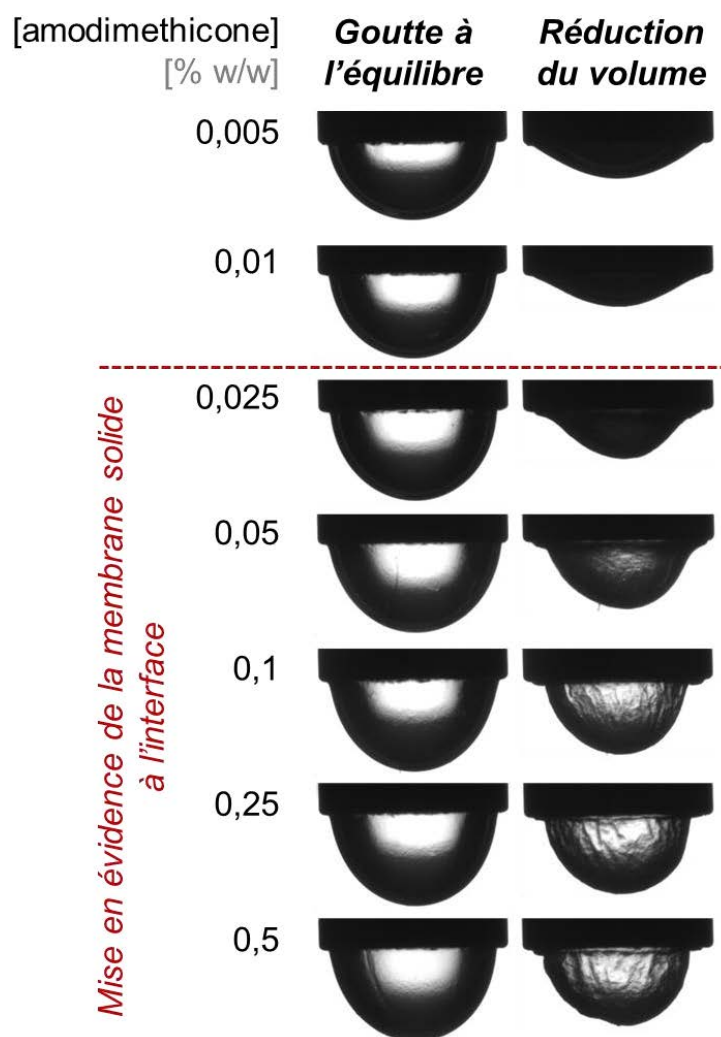 [amodimethicone]
[% w/w]
Goutte à
l'équilibre
Réduction
du volume
0,005
0,01
0,025
0,05
0,1
0,25
0,5
Mise en évidence de la membrane solide
à l'interface